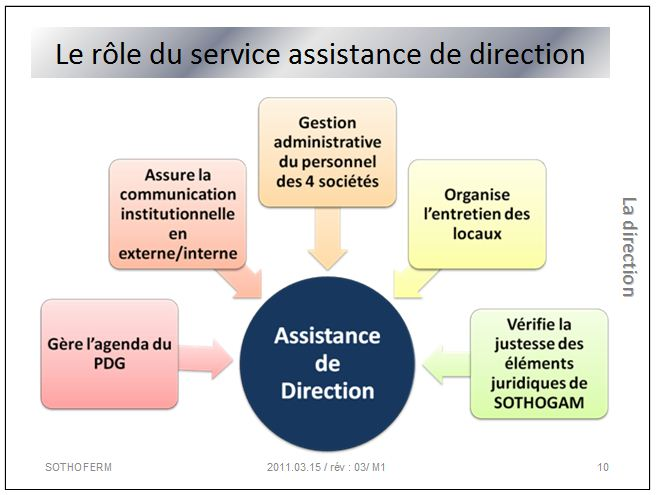 Le rôle du service assistance de direction
Gestion
administrative
du personnel
des 4 sociétés
Assure la
communication
institutionnelle
en
externe/interne
Organise
l’entretien des
locaux
La direction
Gère l’agenda du
PDG
Assistance
de
Direction
Vérifie la
justesse des
éléments
juridiques de
SOTHOGAM
SOTHOFERM
2011.03.15 / rév : 03/ M1
10